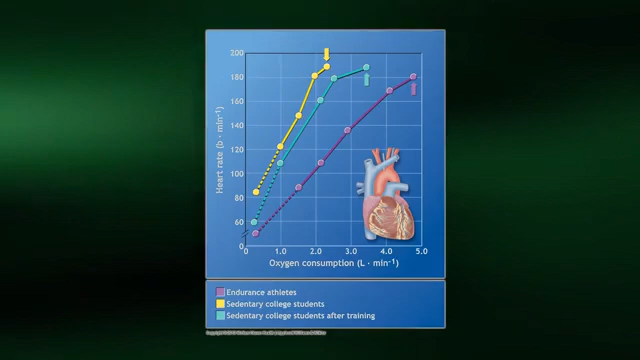 200
180
160
140
120
100
80
60
0
Heart rate (b · min⁻¹)
0 1.0 2.0 3.0 4.0 5.0
Oxygen consumption (L · min⁻¹)
Endurance athletes
Sedentary college students
Sedentary college students after training